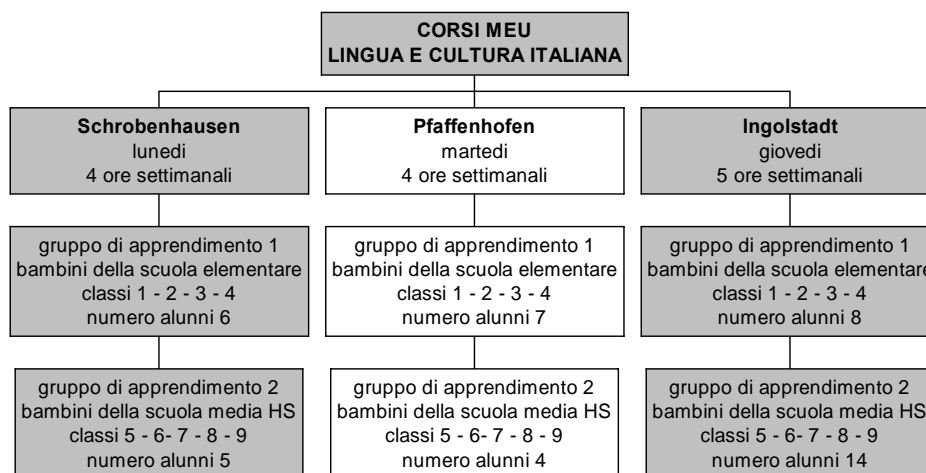 CORSI MEU
LINGUA E CULTURA ITALIANA
Schrobenhausen
lunedi
4 ore settimanali
Pfaffenhofen
martedi
4 ore settimanali
Ingolstadt
giovedi
5 ore settimanali
gruppo di apprendimento 1
bambini della scuola elementare
classi 1 - 2 - 3 - 4
numero alunni 6
gruppo di apprendimento 1
bambini della scuola elementare
classi 1 - 2 - 3 - 4
numero alunni 7
gruppo di apprendimento 1
bambini della scuola elementare
classi 1 - 2 - 3 - 4
numero alunni 8
gruppo di apprendimento 2
bambini della scuola media HS
classi 5 - 6- 7 - 8 - 9
numero alunni 5
gruppo di apprendimento 2
bambini della scuola media HS
classi 5 - 6- 7 - 8 - 9
numero alunni 4
gruppo di apprendimento 2
bambini della scuola media HS
classi 5 - 6- 7 - 8 - 9
numero alunni 14